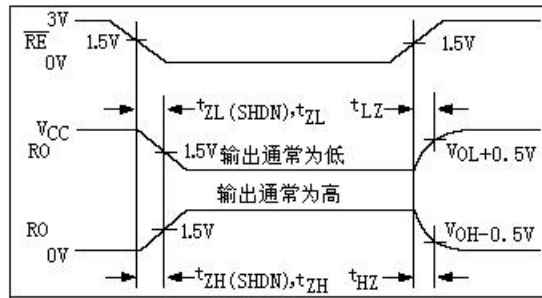 3V
RE 1.5V 1.5V
0V
tZL(SHDN),tZL tLZ
VCC
RO 1.5V 输出通常为低 VOL+0.5V
输出通常为高
RO 1.5V VOH-0.5V
0V
tZH(SHDN),tZH tHZ